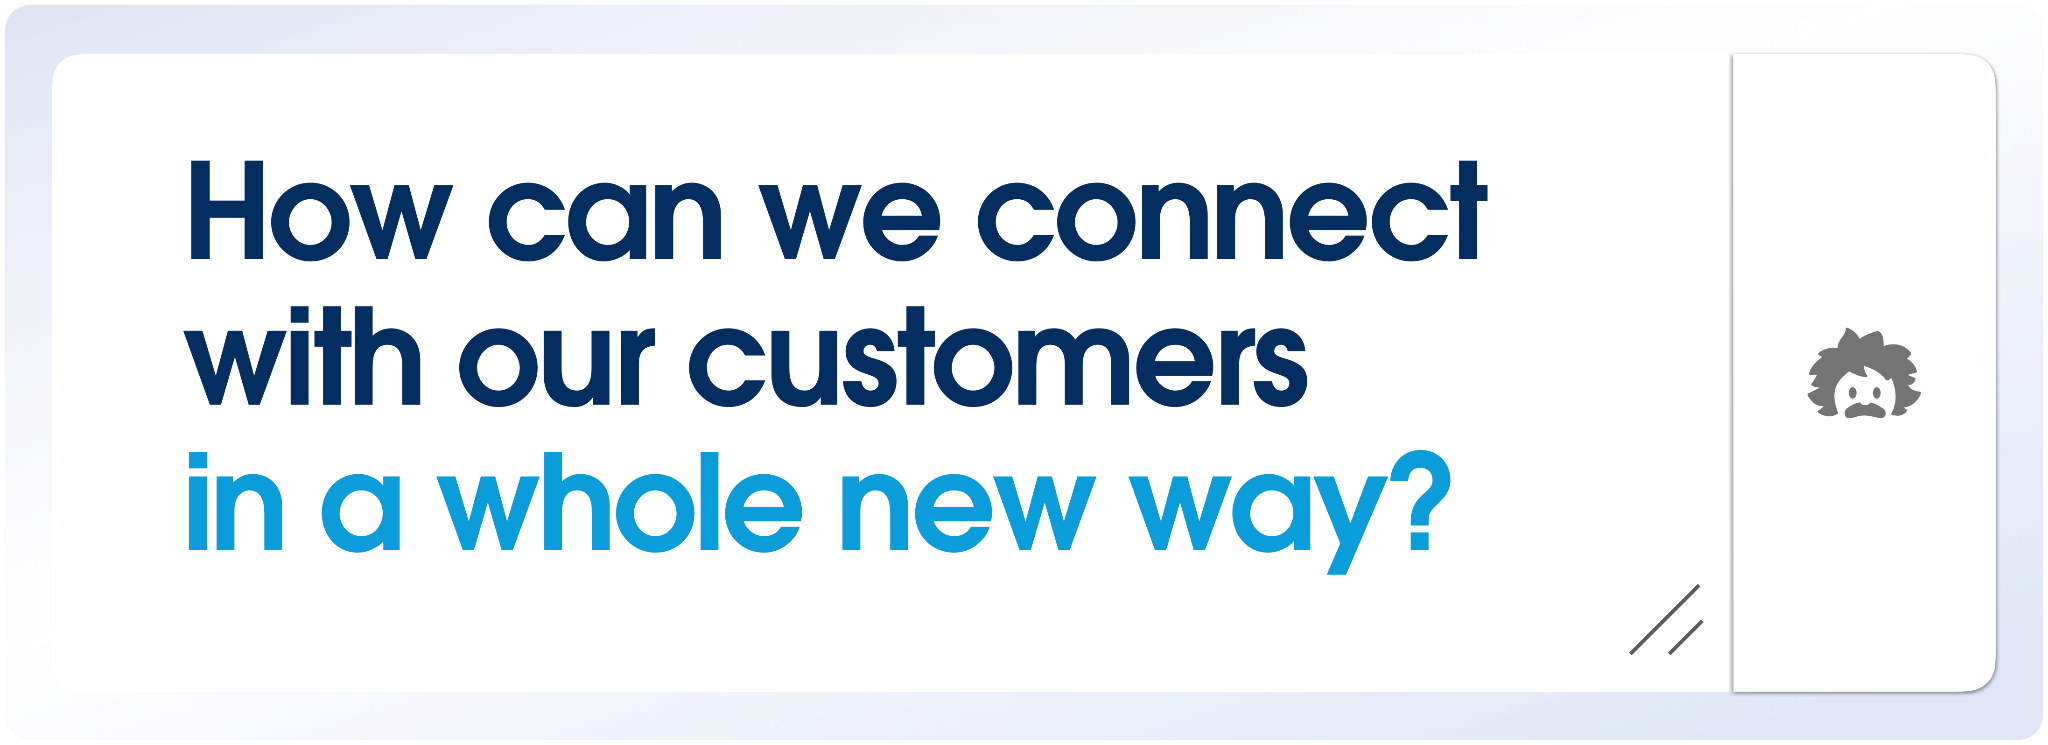 How can we connect
with our customers
in a whole new way?